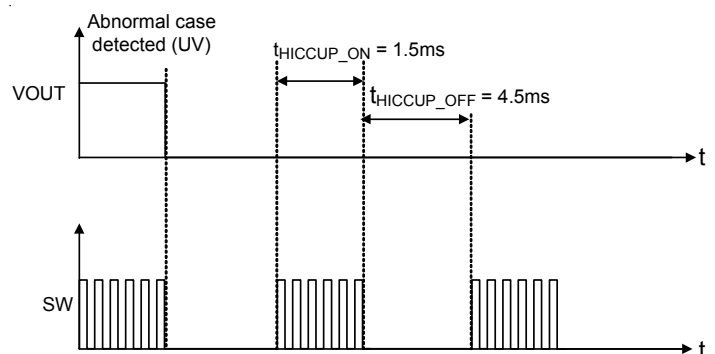 Abnormal case
detected (UV)
tHICCUP_ON = 1.5ms
VOUT
tHICCUP_OFF = 4.5ms
t
SW
t